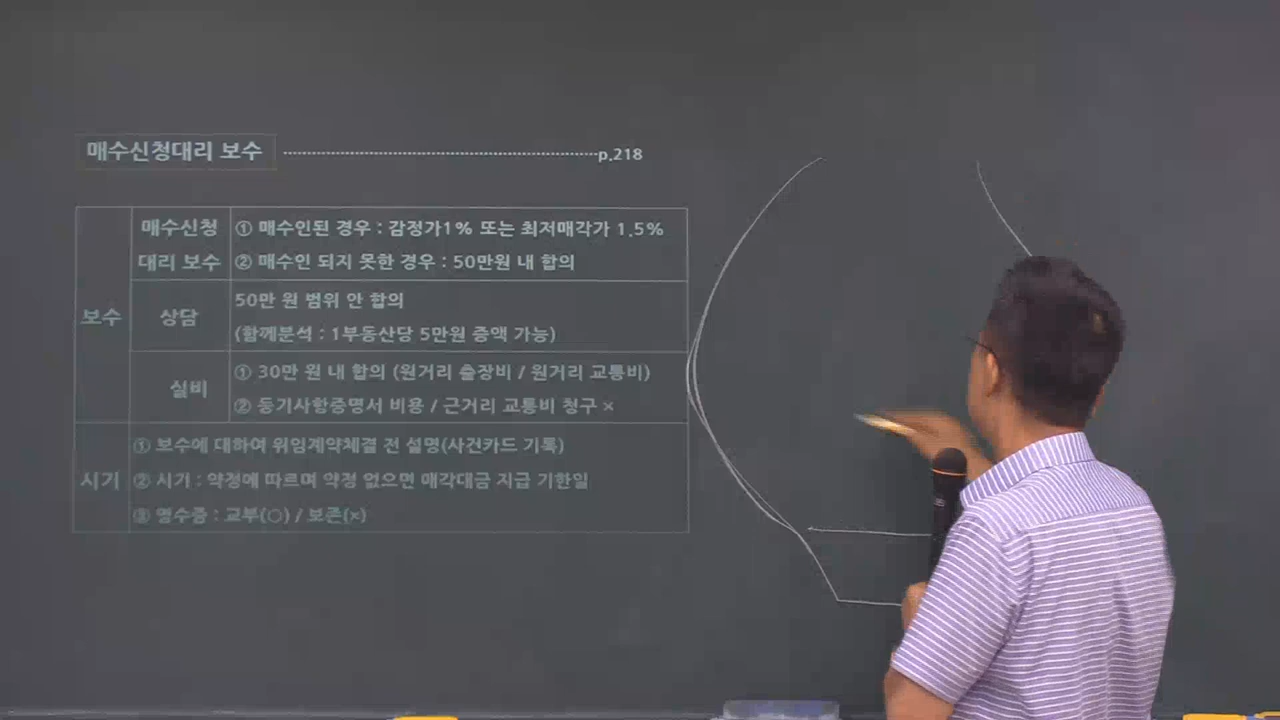 매수신청대리 보수 p.218
매수신청
대리 보수
① 매수인된 경우 : 감정가1% 또는 최저매각가 1.5%
② 매수인 되지 못한 경우 : 50만원 내 합의
보수
상담
50만 원 범위 안 합의
(함께분석 : 1부동산당 5만원 증액 가능)
실비
① 30만 원 내 합의 (원거리 출장비 / 원거리 교통비)
② 등기사항증명서 비용 / 근거리 교통비 청구 ×
시기
① 보수에 대하여 위임계약체결 전 설명(사건카드 기록)
② 시기 : 약정에 따르며 약정 없으면 매각대금 지급 기한일
③ 영수증 : 교부(○) / 보존(×)